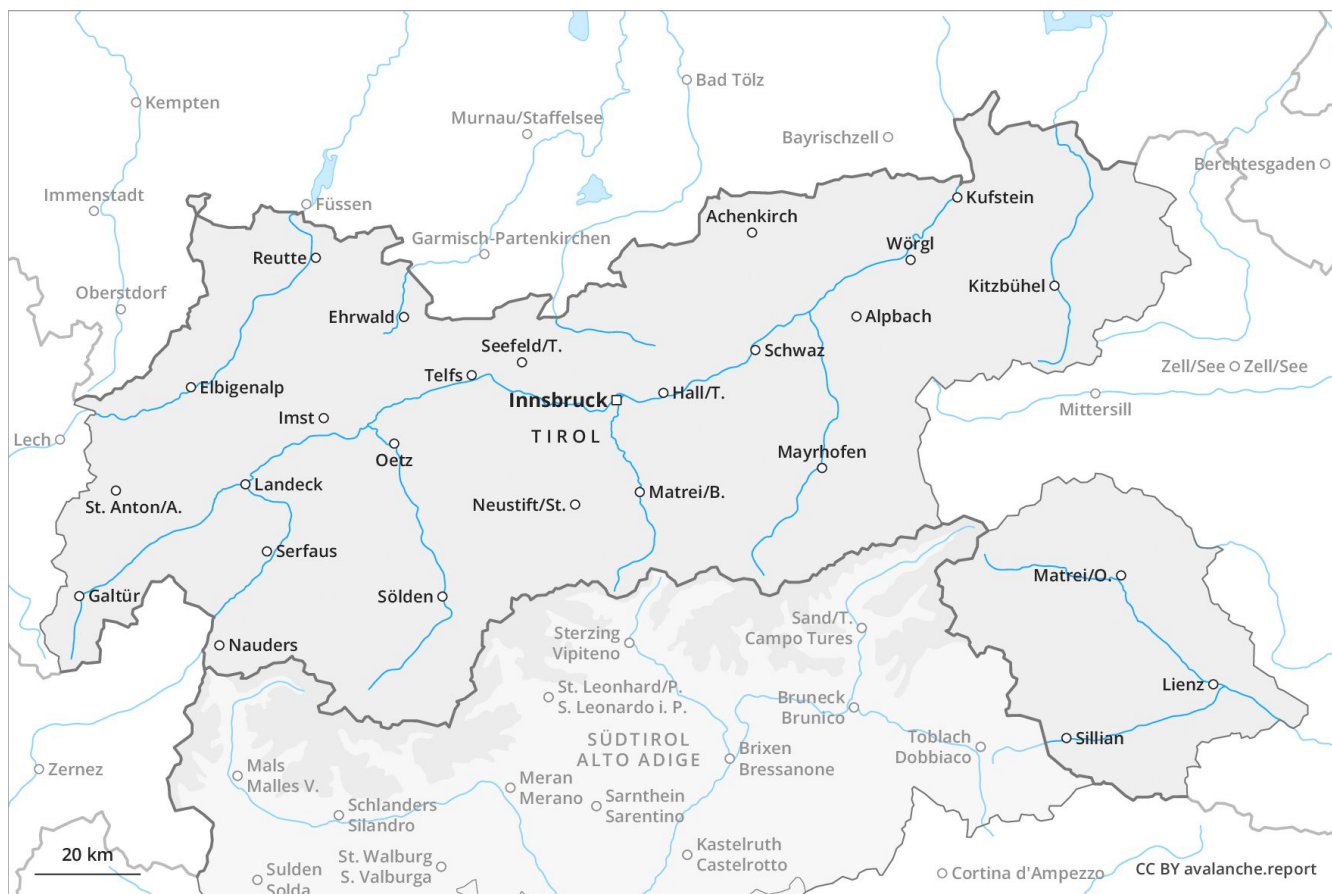 Bad Tölz
Kempten
Murnau/Staffelsee
Bayrischzell
Berchtesgaden
Immenstadt
Füssen
Kufstein
Achenkirch
Garmisch-Partenkirchen
Wörgl
Reutte
Oberstdorf
Kitzbühel
Ehrwald
Alpbach
Seefeld/T.
Schwaz
Telfs
Zell/See
Zell/See
Elbigenalp
Hall/T.
Innsbruck
Mittersill
Imst
TIROL
Lech
Oetz
Mayrhofen
Landeck
Matrei/B.
St. Anton/A.
Neustift/St.
Serfaus
Matrei/O.
Galtür
Sölden
Sand/T.
Campo Tures
Sterzing
Vipiteno
Nauders
Lienz
St. Leonhard/P.
S. Leonardo i. P.
Bruneck
Brunico
SÜDTIROL
ALTO ADIGE
Toblach
Dobbiaco
Sillian
Brixen
Bressanone
Zernez
Mals
Malles V.
Meran
Merano
Sarnthein
Sarentino
Schlanders
Silandro
Kastelruth
Castelrotto
20 km
St. Walburg
S. Valburga
Sulden
Solda
Cortina d'Ampezzo
CC BY avalanche.report